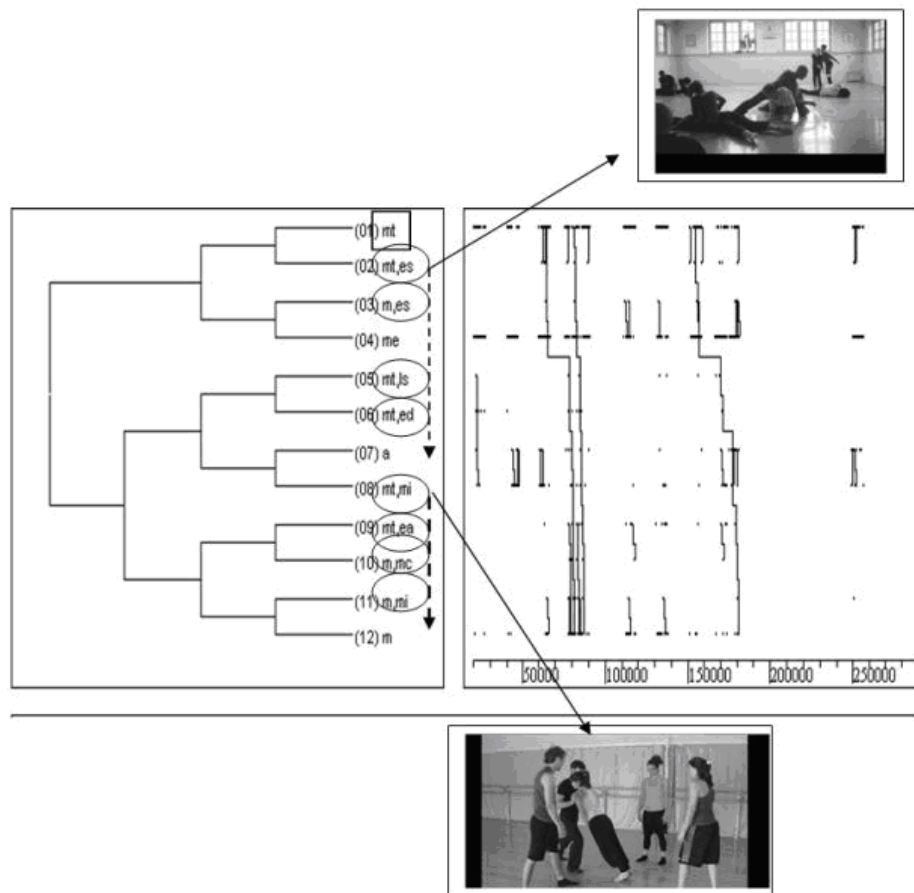 (01) mt
(02) mt,es
(03) m,es
(04) me
(05) mt,ls
(06) mt,ed
(07) a
(08) mt,mi
(09) mt,ea
(10) m,mc
(11) m,mi
(12) m
50000 100000 150000 200000 250000